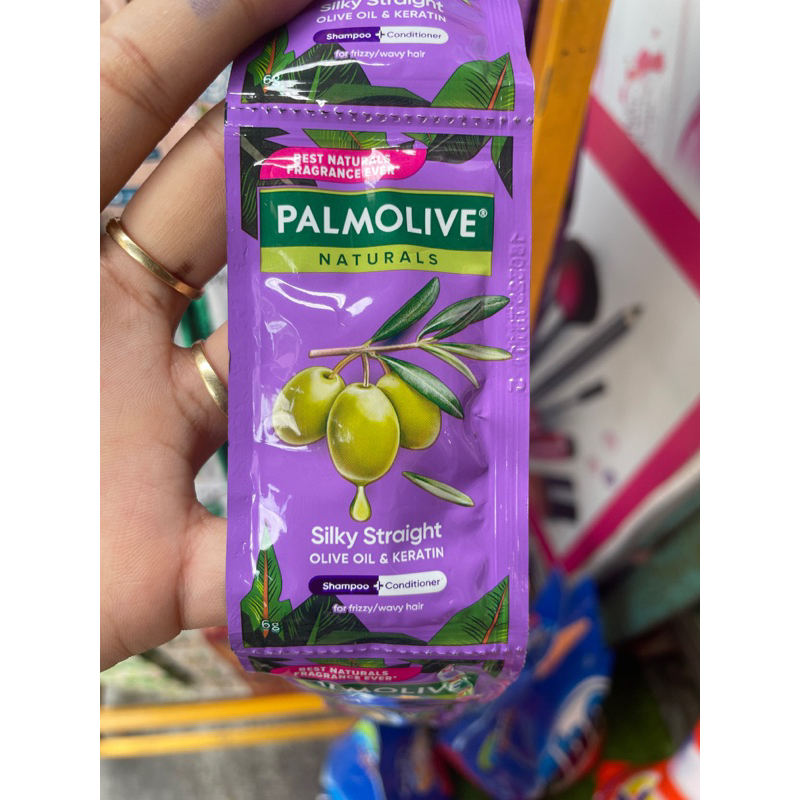 Silky Straight
OLIVE OIL & KERATIN
Shampoo + Conditioner
for frizzy/wavy hair
6g
BEST NATURALS
FRAGRANCE EVER*
PALMOLIVE®
NATURALS
Silky Straight
OLIVE OIL & KERATIN
Shampoo + Conditioner
for frizzy/wavy hair
6g
BEST NATURALS
FRAGRANCE EVER*
PALMOLIVE